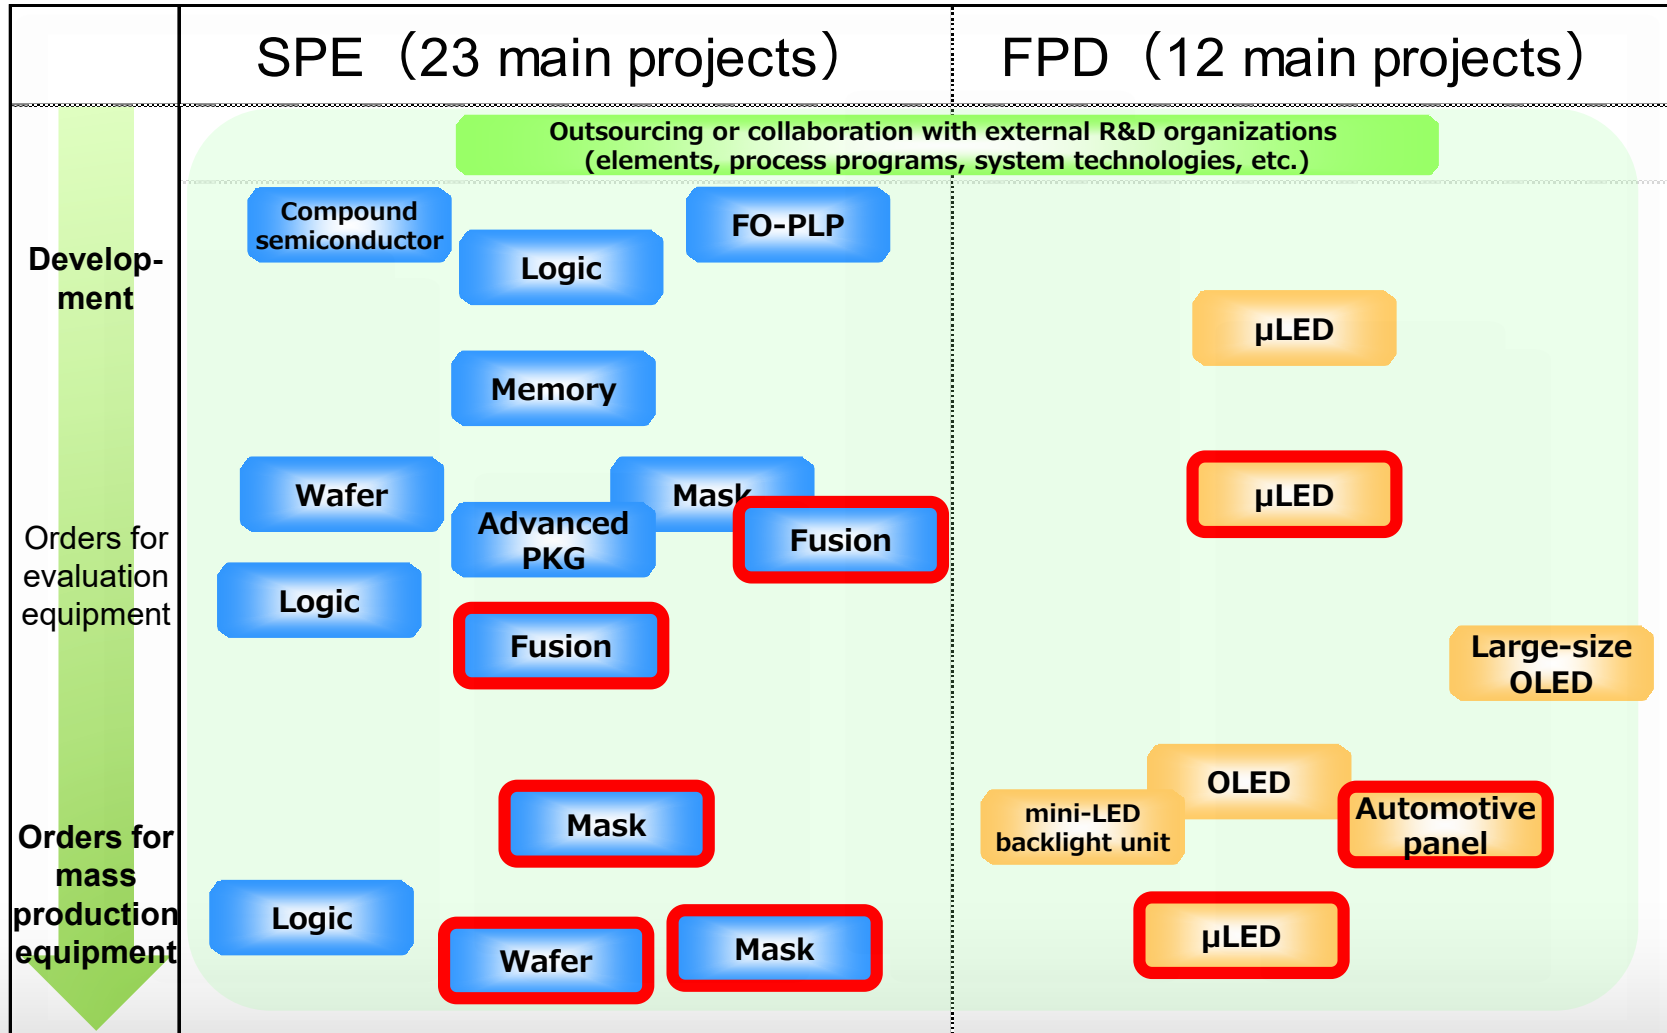 SPE（23 main projects）
FPD（12 main projects）
Outsourcing or collaboration with external R&D organizations
(elements, process programs, system technologies, etc.)
Develop-
ment
Compound
semiconductor
Logic
FO-PLP
µLED
Memory
Orders for
evaluation
equipment
Wafer
Mask
Advanced
PKG
Fusion
µLED
Logic
Fusion
Large-size
OLED
Orders for
mass
production
equipment
Mask
OLED
mini-LED
backlight unit
Automotive
panel
Logic
Wafer
Mask
µLED